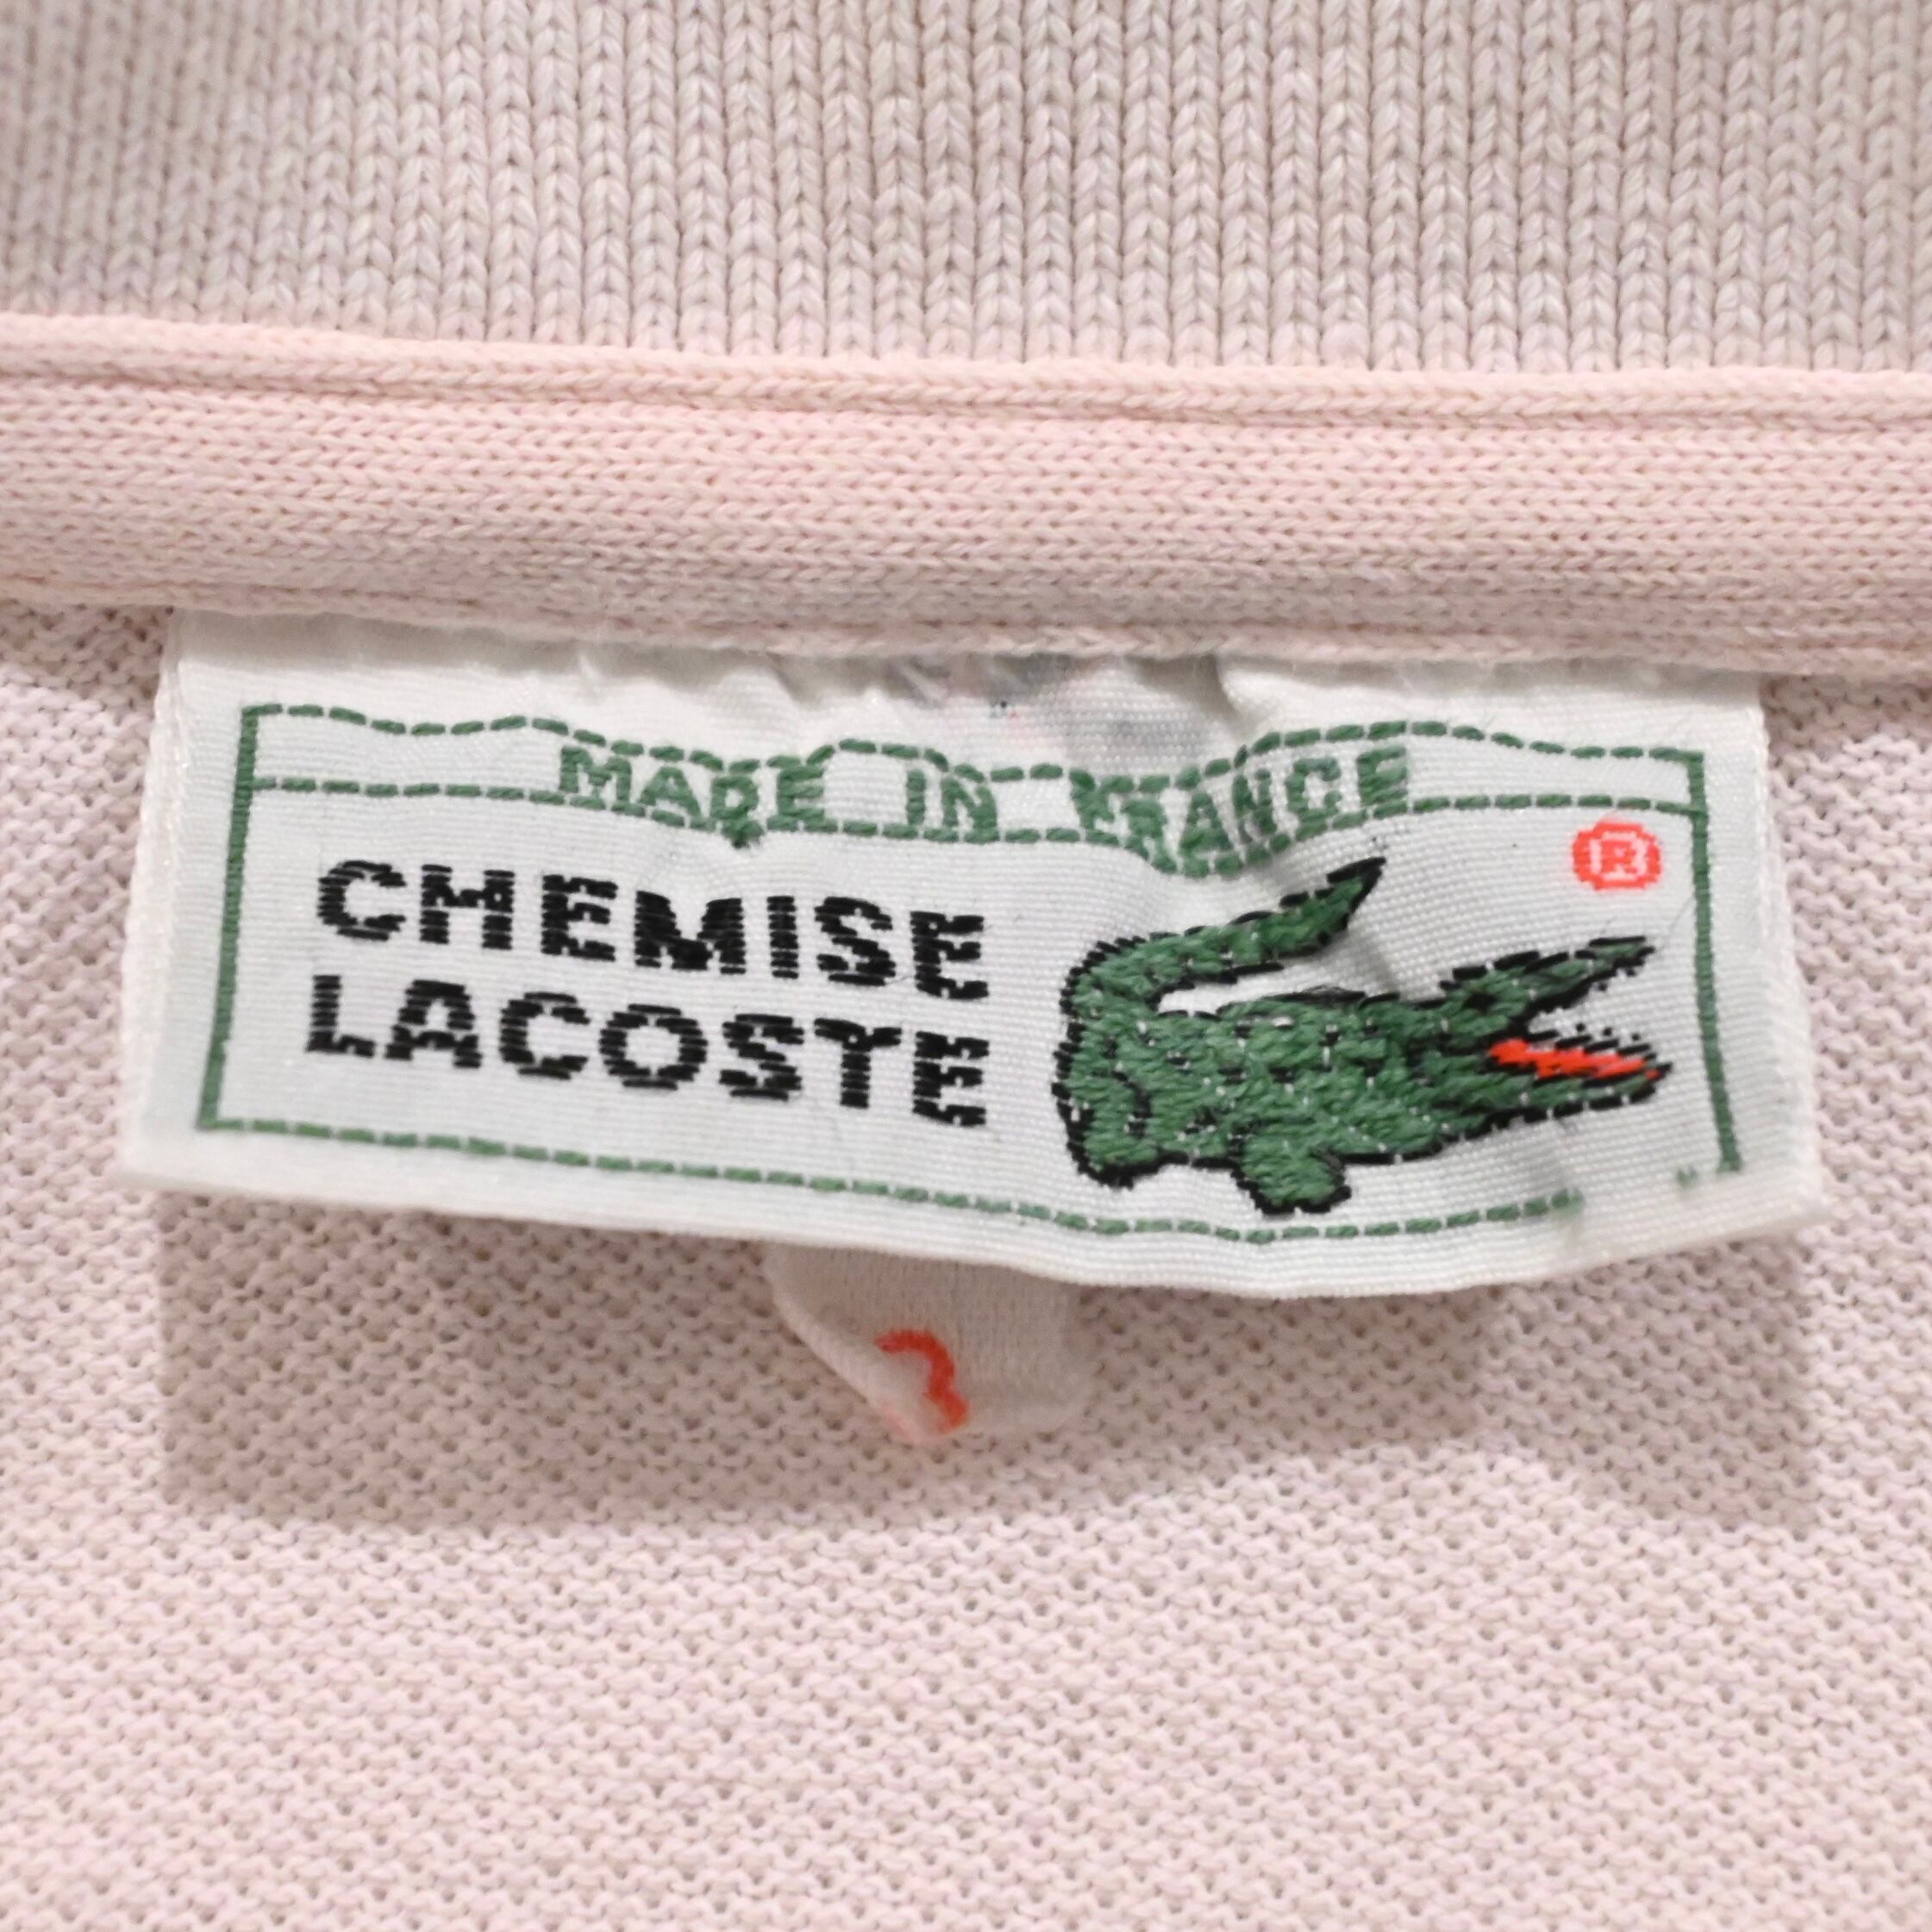 MADE IN FRANCE
®
CHEMISE
LACOSTE